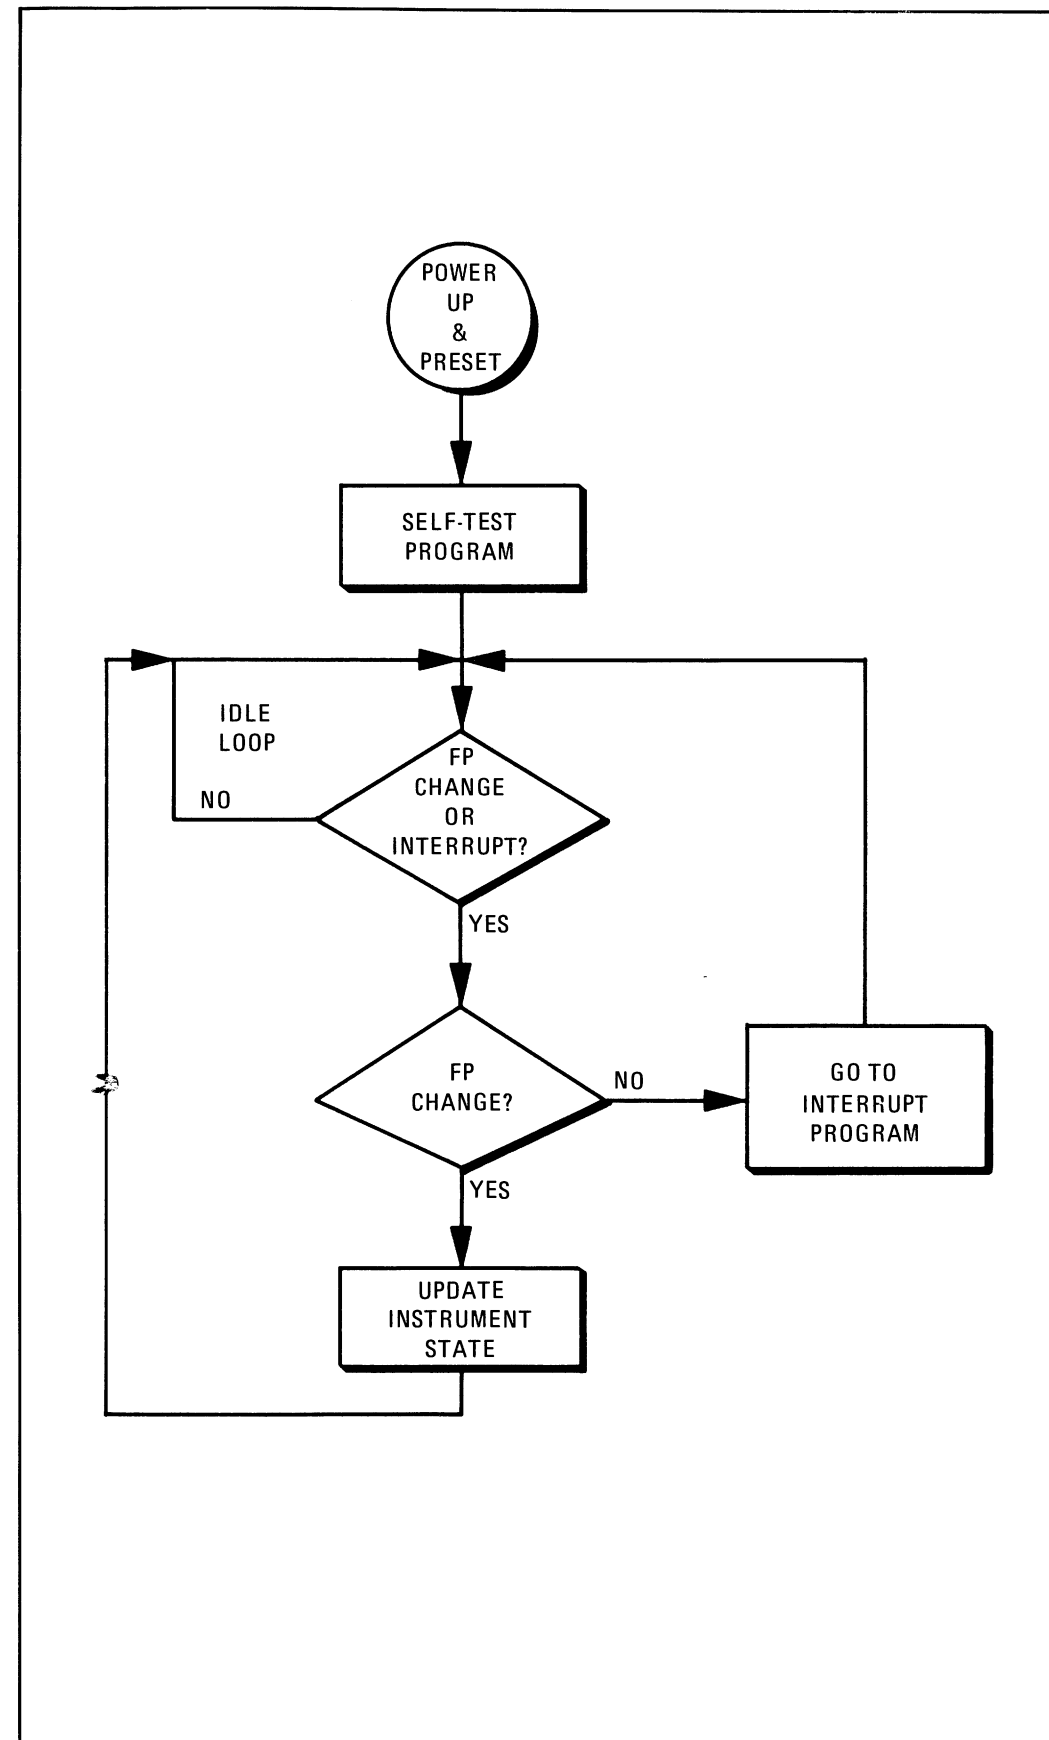 POWER
UP
&
PRESET
SELF-TEST
PROGRAM
IDLE
LOOP
NO
FP
CHANGE
OR
INTERRUPT?
YES
FP
CHANGE?
NO
GO TO
INTERRUPT
PROGRAM
YES
UPDATE
INSTRUMENT
STATE